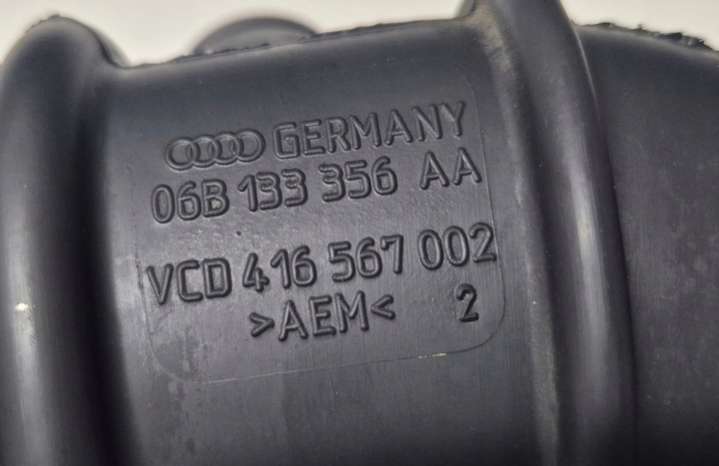 GERMANY
06B 133 356 AA
VCD 416 567 002
>AEM< 2